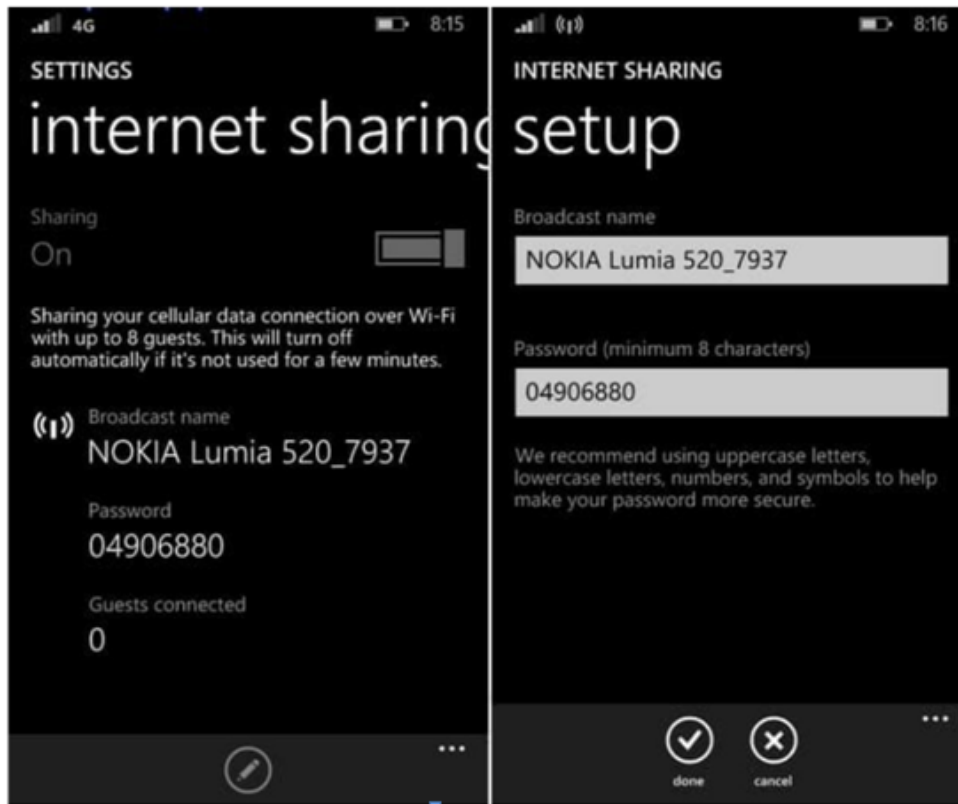 4G
8:15
SETTINGS
internet sharing
Sharing
On
Sharing your cellular data connection over Wi-Fi
with up to 8 guests. This will turn off
automatically if it's not used for a few minutes.
Broadcast name
NOKIA Lumia 520_7937
Password
04906880
Guests connected
0
...
8:16
INTERNET SHARING
setup
Broadcast name
NOKIA Lumia 520_7937
Password (minimum 8 characters)
04906880
We recommend using uppercase letters,
lowercase letters, numbers, and symbols to help
make your password more secure.
...
done
cancel